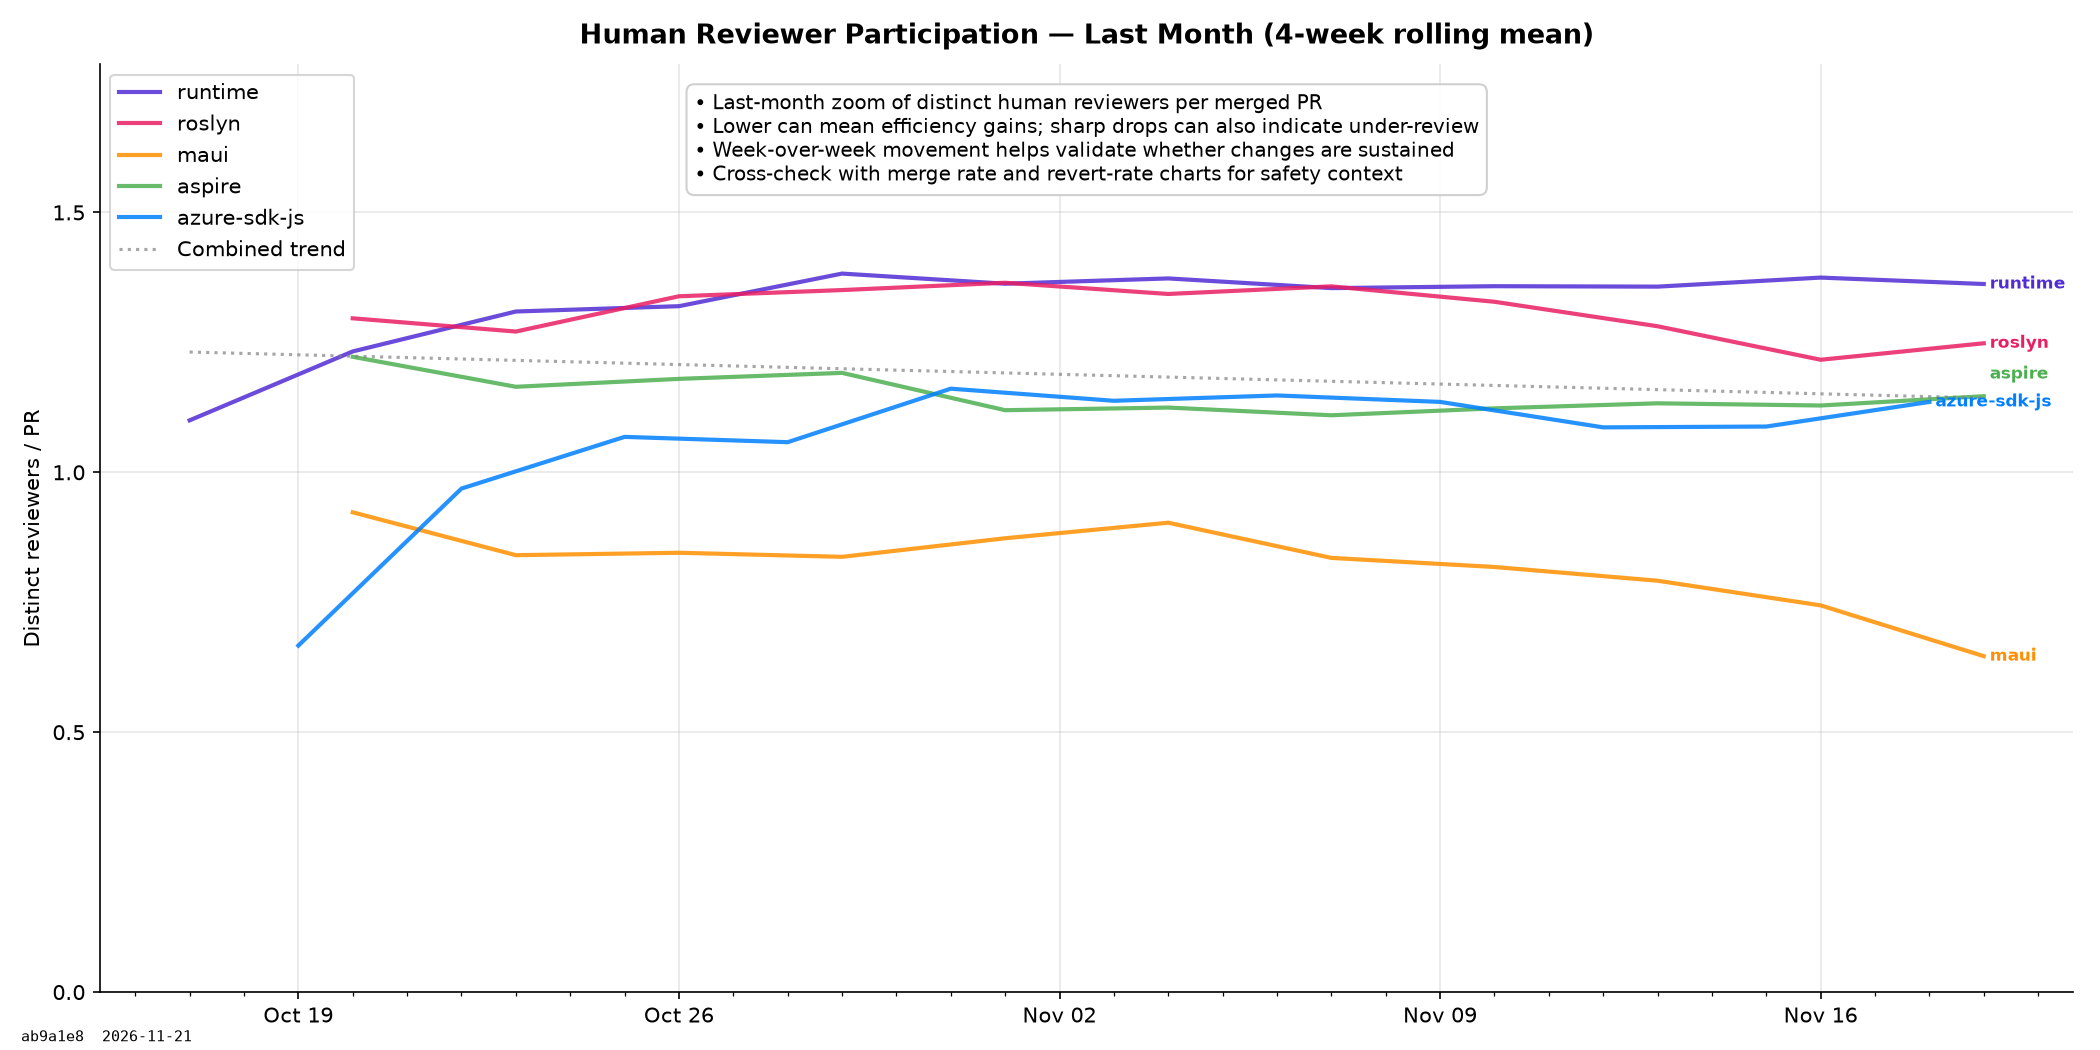 Human Reviewer Participation — Last Month (4-week rolling mean)
runtime
roslyn
maui
aspire
azure-sdk-js
Combined trend
• Last-month zoom of distinct human reviewers per merged PR
• Lower can mean efficiency gains; sharp drops can also indicate under-review
• Week-over-week movement helps validate whether changes are sustained
• Cross-check with merge rate and revert-rate charts for safety context
Distinct reviewers / PR
1.5
1.0
0.5
0.0
runtime
roslyn
aspire
azure-sdk-js
maui
Oct 19
Oct 26
Nov 02
Nov 09
Nov 16
ab9a1e8  2026-11-21